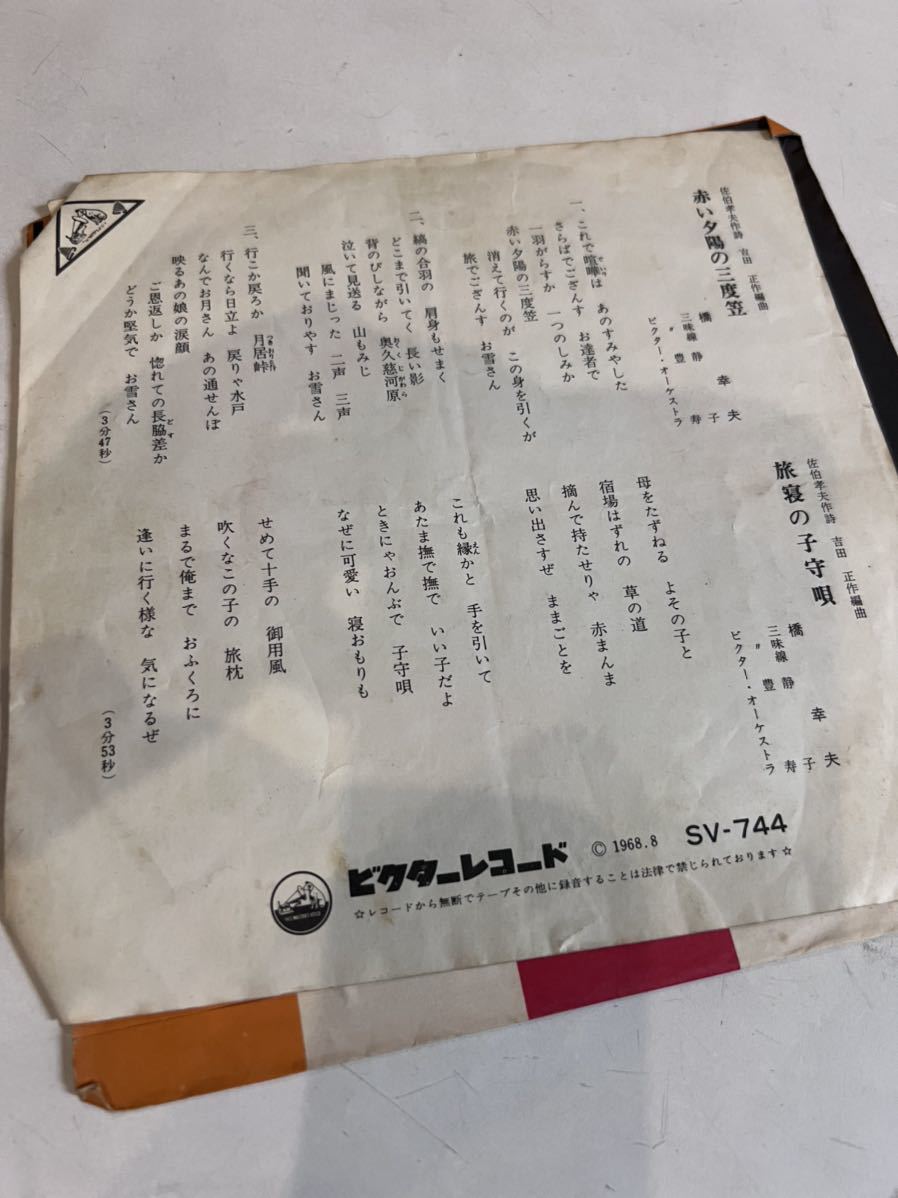 佐伯孝夫作詩 吉田 正作編曲
赤い夕陽の三度笠
橋 幸夫
三味線 静子
〃 豊寿
ビクター・オーケストラ
一、これで喧嘩は あのすみやした
さらばでござんす お達者で
一羽がらすか 一つのしみか
赤い夕陽の三度笠
消えて行くのが この身を引くが
旅でござんす お雪さん
二、縞の合羽の 肩身もせまく
どこまで引いてく 長い影
背のびしながら 奥久慈河原
おくじがわら
泣いて見送る 山もみじ
風にまじった 二声 三声
聞いておりやす お雪さん
三、行こか戻ろか 月居峠
つきおりとうげ
行くなら日立よ 戻りゃ水戸
なんでお月さん あの通せんぼ
映るあの娘の涙顔
ご恩返しか 惚れての長脇差か
どす
どうか堅気で お雪さん
(3分47秒)
佐伯孝夫作詩 吉田 正作編曲
旅寝の子守唄
橋 幸夫
三味線 静子
〃 豊寿
ビクター・オーケストラ
母をたずねる よその子と
宿場はずれの 草の道
摘んで持たせりゃ 赤まんま
思い出さすぜ ままごとを
これも縁かと 手を引いて
えん
あたま撫で撫で いい子だよ
ときにゃおんぶで 子守唄
なぜに可愛い 寝おもりも
せめて十手の 御用風
吹くなこの子の 旅枕
まるで俺まで おふくろに
逢いに行く様な 気になるぜ
(3分53秒)
ビクターレコード © 1968.8 SV-744
☆レコードから無断でテープその他に録音することは法律で禁じられております☆